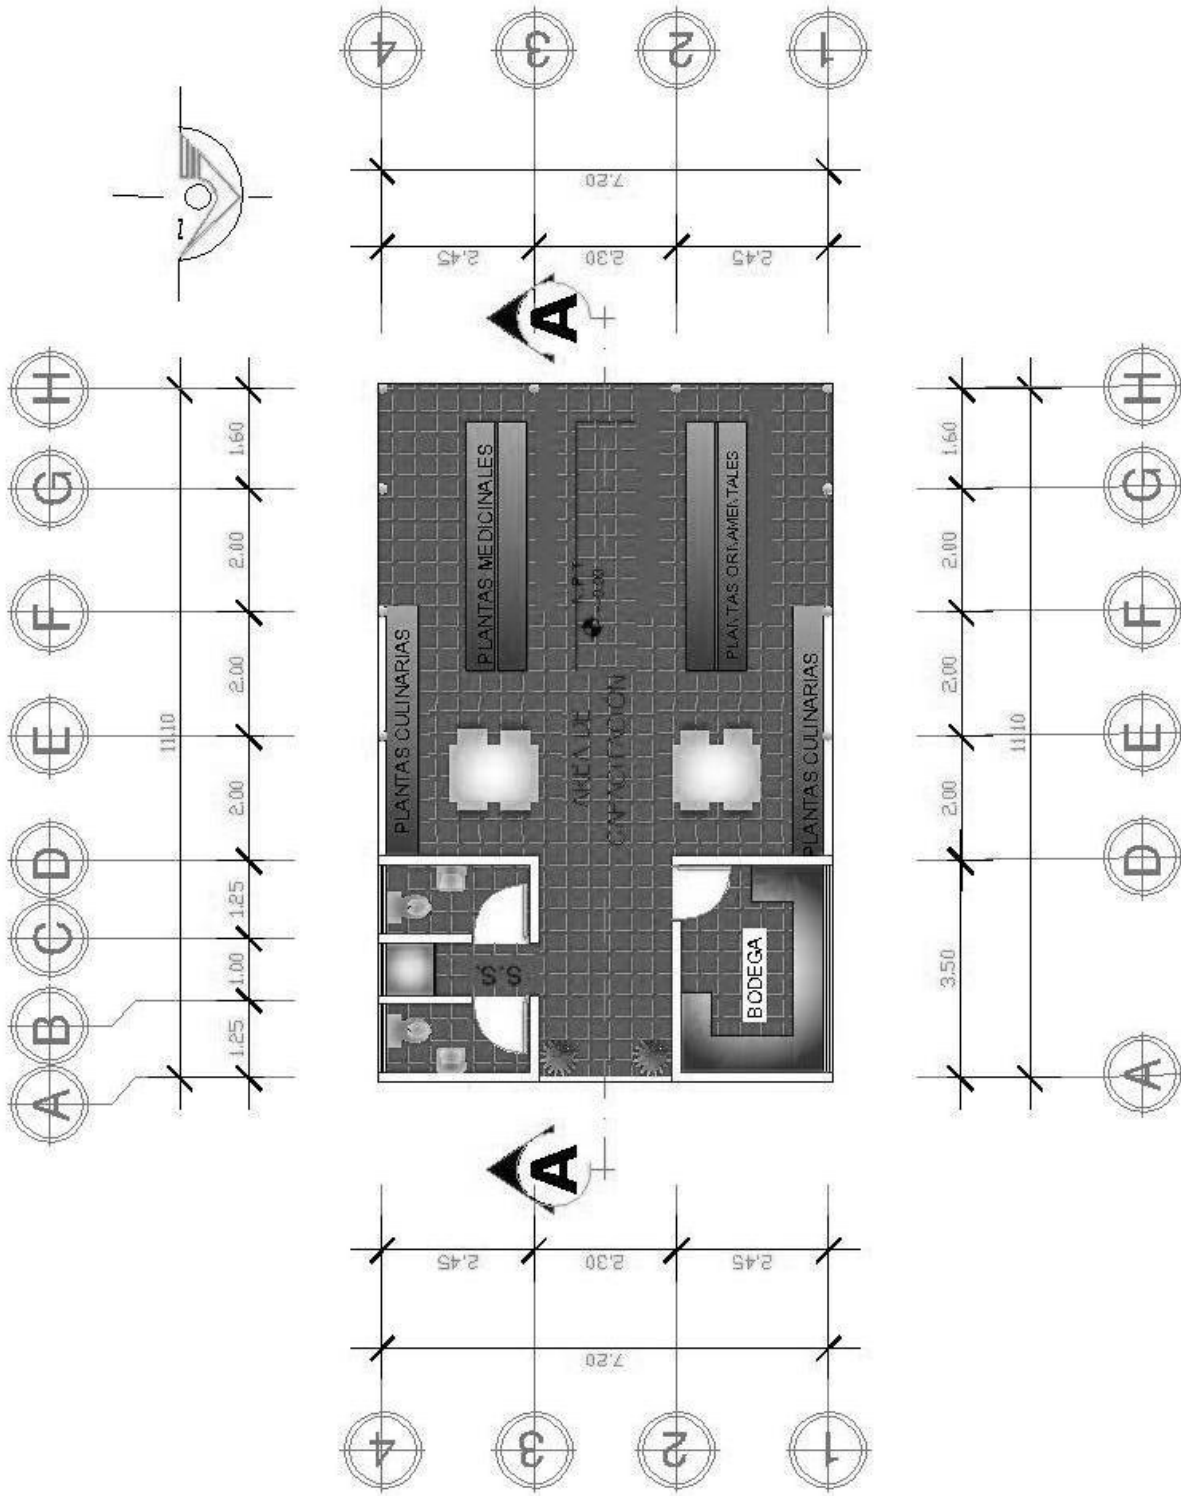 4 3 2 1
7.20
2.45 2.30 2.45
A
H
G
F
E
D
C
B
A
11.10
1.60
2.00
2.00
2.00
1.25
1.00
1.25
PLANTAS MEDICINALES
PLANTAS ORNAMENTALES
PLANTAS CULINARIAS
PLANTAS CULINARIAS
AREA DE
CAPACITACION
S.S.
BODEGA
H
G
F
E
D
A
1.60
2.00
2.00
2.00
3.50
11.10
A
2.45 2.30 2.45
7.20
4 3 2 1